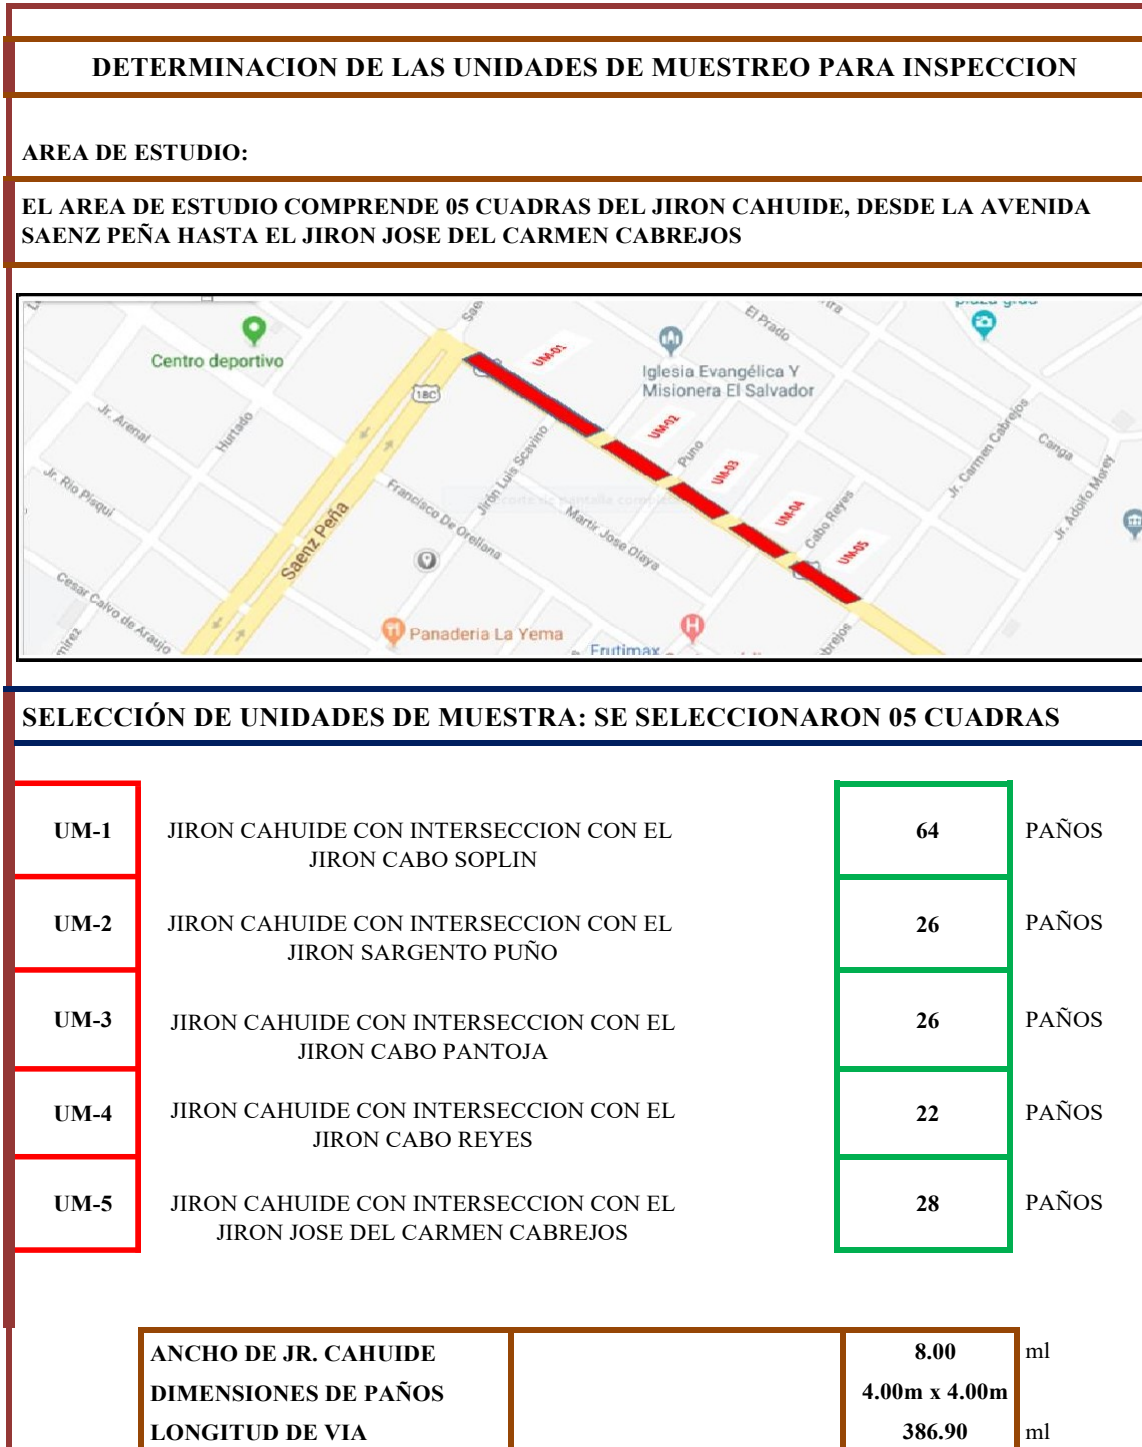 DETERMINACION DE LAS UNIDADES DE MUESTREO PARA INSPECCION
AREA DE ESTUDIO:
EL AREA DE ESTUDIO COMPRENDE 05 CUADRAS DEL JIRON CAHUIDE, DESDE LA AVENIDA
SAENZ PEÑA HASTA EL JIRON JOSE DEL CARMEN CABREJOS
Centro deportivo
18C
UM-01
El Prado
Iglesia Evangélica Y
Misionera El Salvador
Jr. Arenal
Hurtado
UM-02
Puno
UM-03
Jr. Carmen Cabrejos
Canga
Jr. Adolfo Morey
Jr. Rio Pisqui
Saenz Peña
Francisco De Orellana
Jirón Luis Scavino
Martir Jose Olaya
UM-04
Cabo Reyes
UM-05
Cesar Calvo de Araujo
Panaderia La Yema
Frutimax
SELECCIÓN DE UNIDADES DE MUESTRA: SE SELECCIONARON 05 CUADRAS
UM-1 JIRON CAHUIDE CON INTERSECCION CON EL 64 PAÑOS
JIRON CABO SOPLIN
UM-2 JIRON CAHUIDE CON INTERSECCION CON EL 26 PAÑOS
JIRON SARGENTO PUÑO
UM-3 JIRON CAHUIDE CON INTERSECCION CON EL 26 PAÑOS
JIRON CABO PANTOJA
UM-4 JIRON CAHUIDE CON INTERSECCION CON EL 22 PAÑOS
JIRON CABO REYES
UM-5 JIRON CAHUIDE CON INTERSECCION CON EL 28 PAÑOS
JIRON JOSE DEL CARMEN CABREJOS
ANCHO DE JR. CAHUIDE 8.00 ml
DIMENSIONES DE PAÑOS 4.00m x 4.00m
LONGITUD DE VIA 386.90 ml